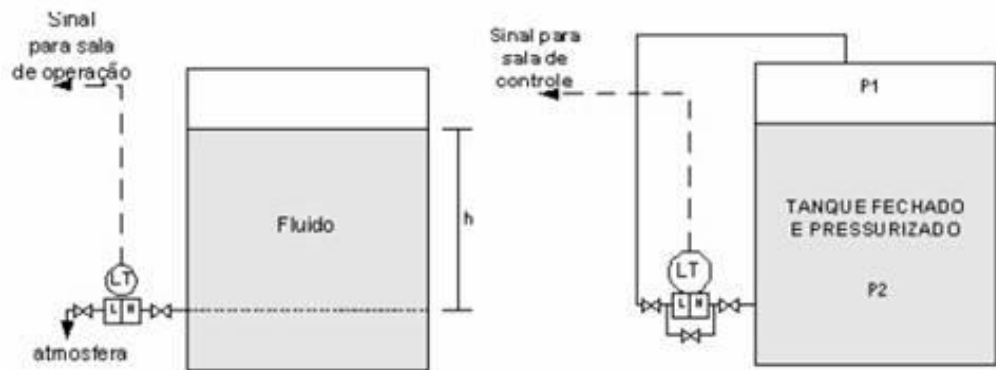 Sinal
para sala
de operação
Fluido
h
LT
L H
atmosfera
Sinal para
sala de
controle
P1
TANQUE FECHADO
E PRESSURIZADO
LT
P2
L H